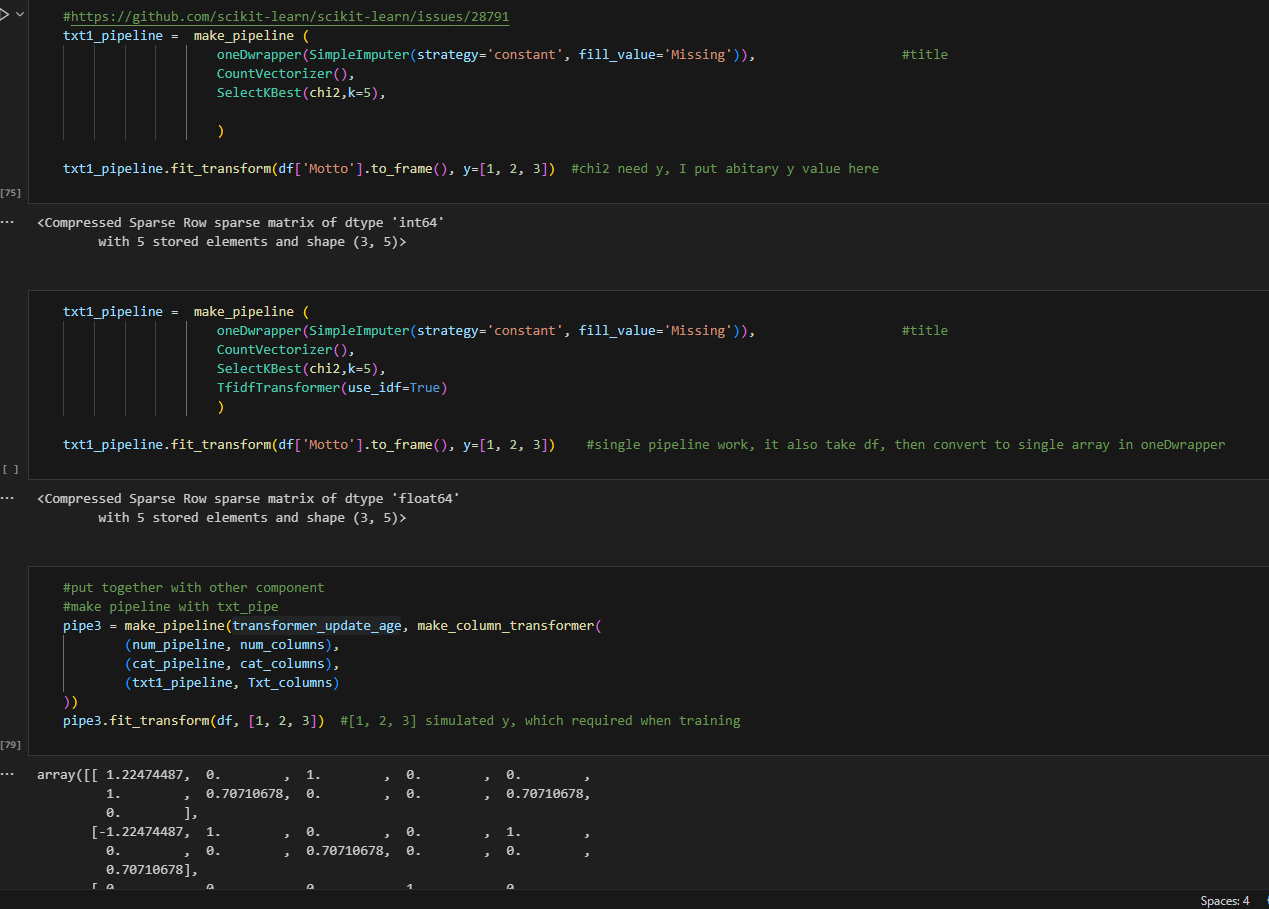 #https://github.com/scikit-learn/scikit-learn/issues/28791
txt1_pipeline =  make_pipeline (
oneDwrapper(SimpleImputer(strategy='constant', fill_value='Missing')),                   #title
CountVectorizer(),
SelectKBest(chi2,k=5),
)
txt1_pipeline.fit_transform(df['Motto'].to_frame(), y=[1, 2, 3])  #chi2 need y, I put abitary y value here
[75]
... <Compressed Sparse Row sparse matrix of dtype 'int64'
with 5 stored elements and shape (3, 5)>
txt1_pipeline =  make_pipeline (
oneDwrapper(SimpleImputer(strategy='constant', fill_value='Missing')),                   #title
CountVectorizer(),
SelectKBest(chi2,k=5),
TfidfTransformer(use_idf=True)
)
txt1_pipeline.fit_transform(df['Motto'].to_frame(), y=[1, 2, 3])    #single pipeline work, it also take df, then convert to single array in oneDwrapper
[ ]
... <Compressed Sparse Row sparse matrix of dtype 'float64'
with 5 stored elements and shape (3, 5)>
#put together with other component
#make pipeline with txt_pipe
pipe3 = make_pipeline(transformer_update_age, make_column_transformer(
(num_pipeline, num_columns),
(cat_pipeline, cat_columns),
(txt1_pipeline, Txt_columns)
))
pipe3.fit_transform(df, [1, 2, 3])  #[1, 2, 3] simulated y, which required when training
[79]
... array([[ 1.22474487,  0.        ,  1.        ,  0.        ,  0.        ,
1.        ,  0.70710678,  0.        ,  0.        ,  0.70710678,
0.        ],
[-1.22474487,  1.        ,  0.        ,  0.        ,  1.        ,
0.        ,  0.        ,  0.70710678,  0.        ,  0.        ,
0.70710678],
Spaces: 4